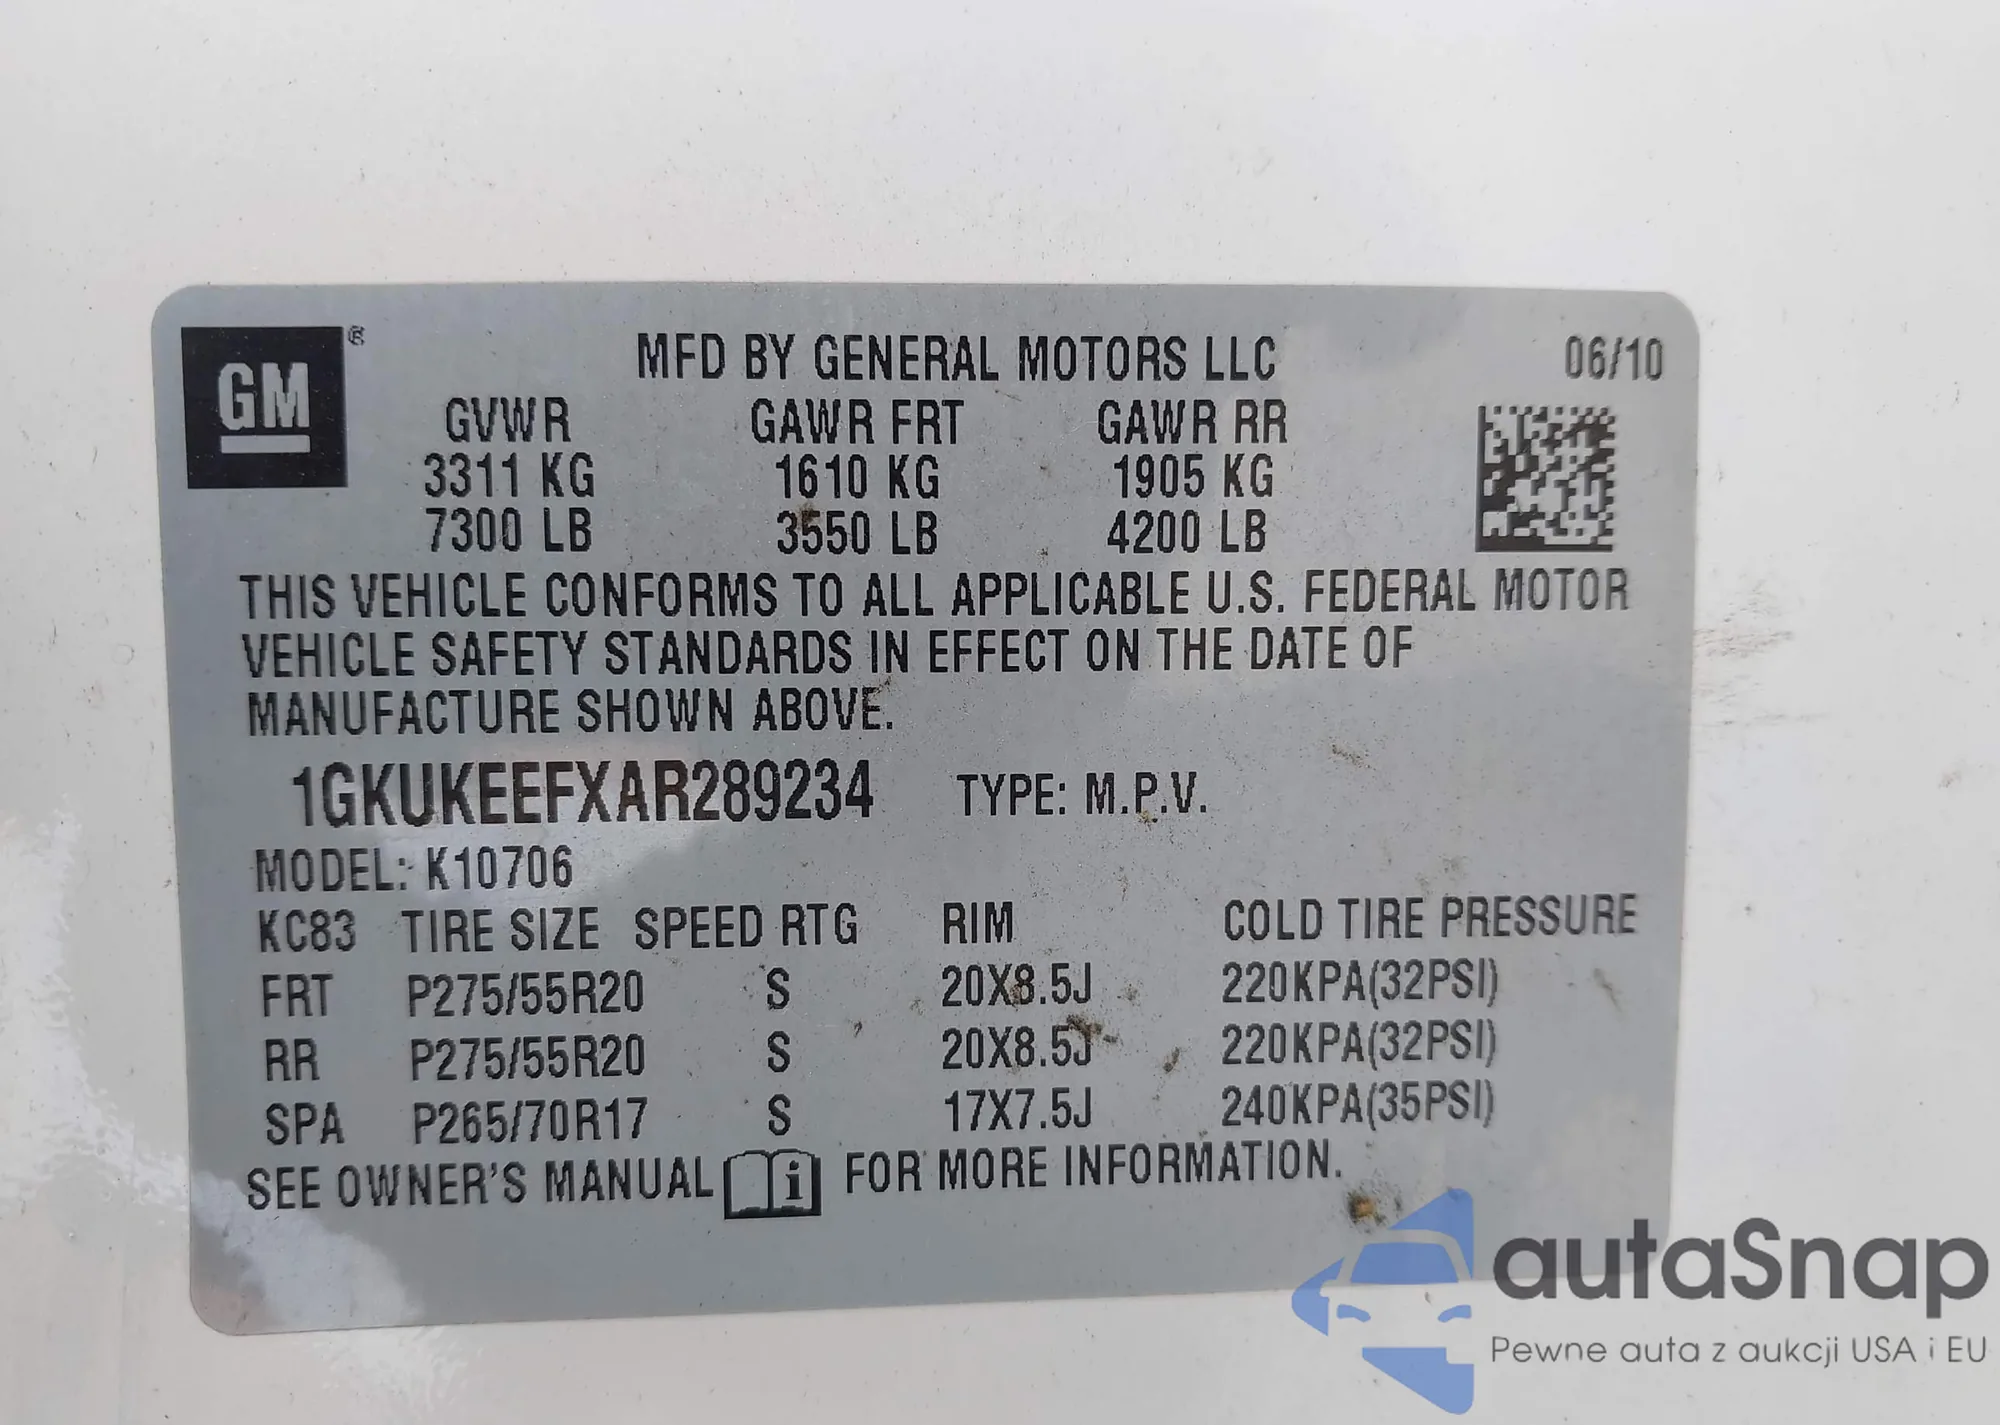 GM ®
MFD BY GENERAL MOTORS LLC 06/10
GVWR GAWR FRT GAWR RR
3311 KG 1610 KG 1905 KG
7300 LB 3550 LB 4200 LB
THIS VEHICLE CONFORMS TO ALL APPLICABLE U.S. FEDERAL MOTOR
VEHICLE SAFETY STANDARDS IN EFFECT ON THE DATE OF
MANUFACTURE SHOWN ABOVE.
1GKUKEEFXAR289234 TYPE: M.P.V.
MODEL: K10706
KC83 TIRE SIZE SPEED RTG RIM COLD TIRE PRESSURE
FRT P275/55R20 S 20X8.5J 220KPA(32PSI)
RR P275/55R20 S 20X8.5J 220KPA(32PSI)
SPA P265/70R17 S 17X7.5J 240KPA(35PSI)
SEE OWNER'S MANUAL i FOR MORE INFORMATION.
autaSnap
Pewne auta z aukcji USA i EU